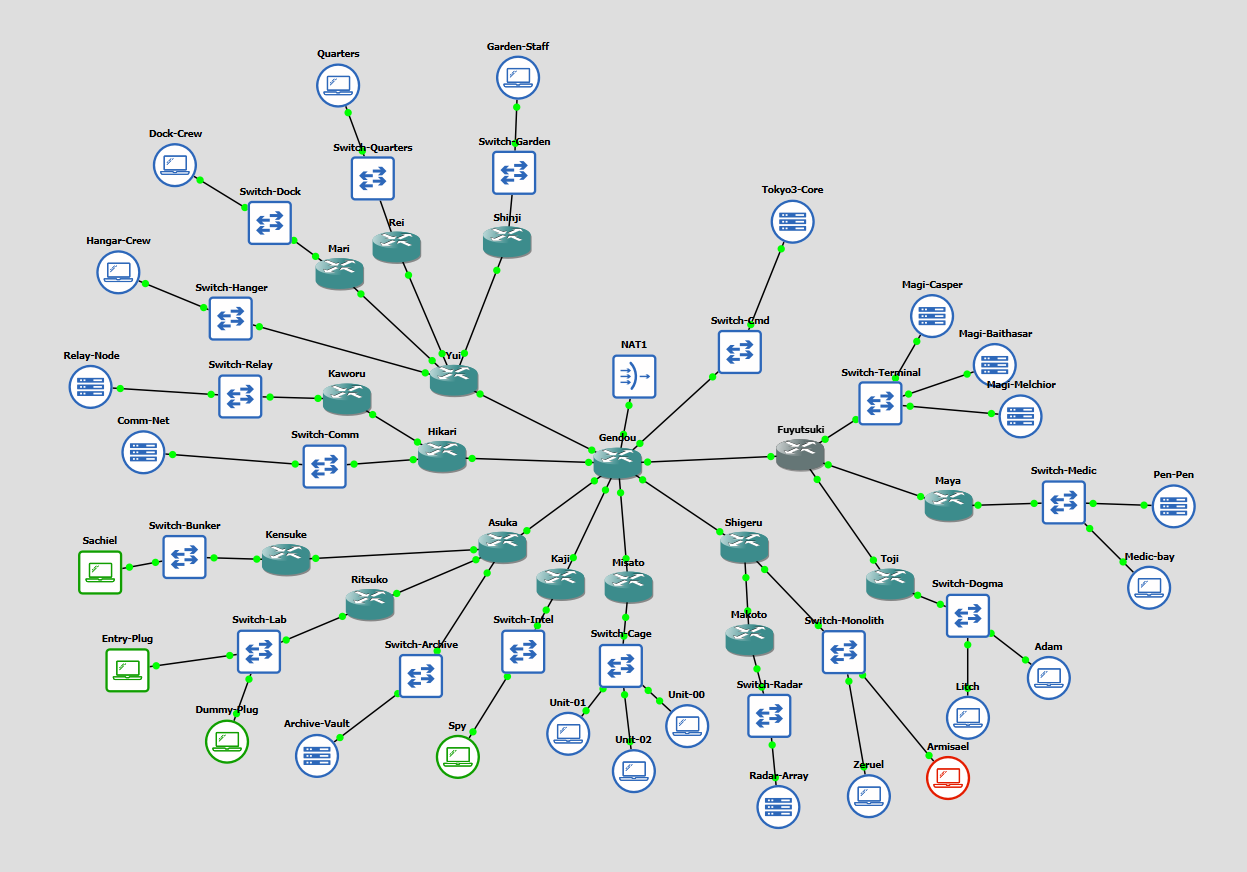 Garden-Staff
Quarters
Dock-Crew
Switch-Quarters
Switch-Garden
Switch-Dock
Tokyo3-Core
Rei
Shinji
Hangar-Crew
Mari
Switch-Hanger
Magi-Casper
Switch-Cmd
Magi-Baithasar
NAT1
Relay-Node
Yui
Switch-Relay
Kaworu
Switch-Terminal
Magi-Melchior
Comm-Net
Switch-Comm
Hikari
Gendou
Fuyutsuki
Switch-Medic
Pen-Pen
Maya
Switch-Bunker
Asuka
Shigeru
Sachiel
Kensuke
Kaji
Misato
Toji
Medic-bay
Ritsuko
Switch-Dogma
Makoto
Switch-Lab
Switch-Intel
Switch-Monolith
Entry-Plug
Switch-Archive
Switch-Cage
Adam
Switch-Radar
Litch
Unit-00
Unit-01
Dummy-Plug
Archive-Vault
Spy
Unit-02
Armisael
Zeruel
Radar-Array